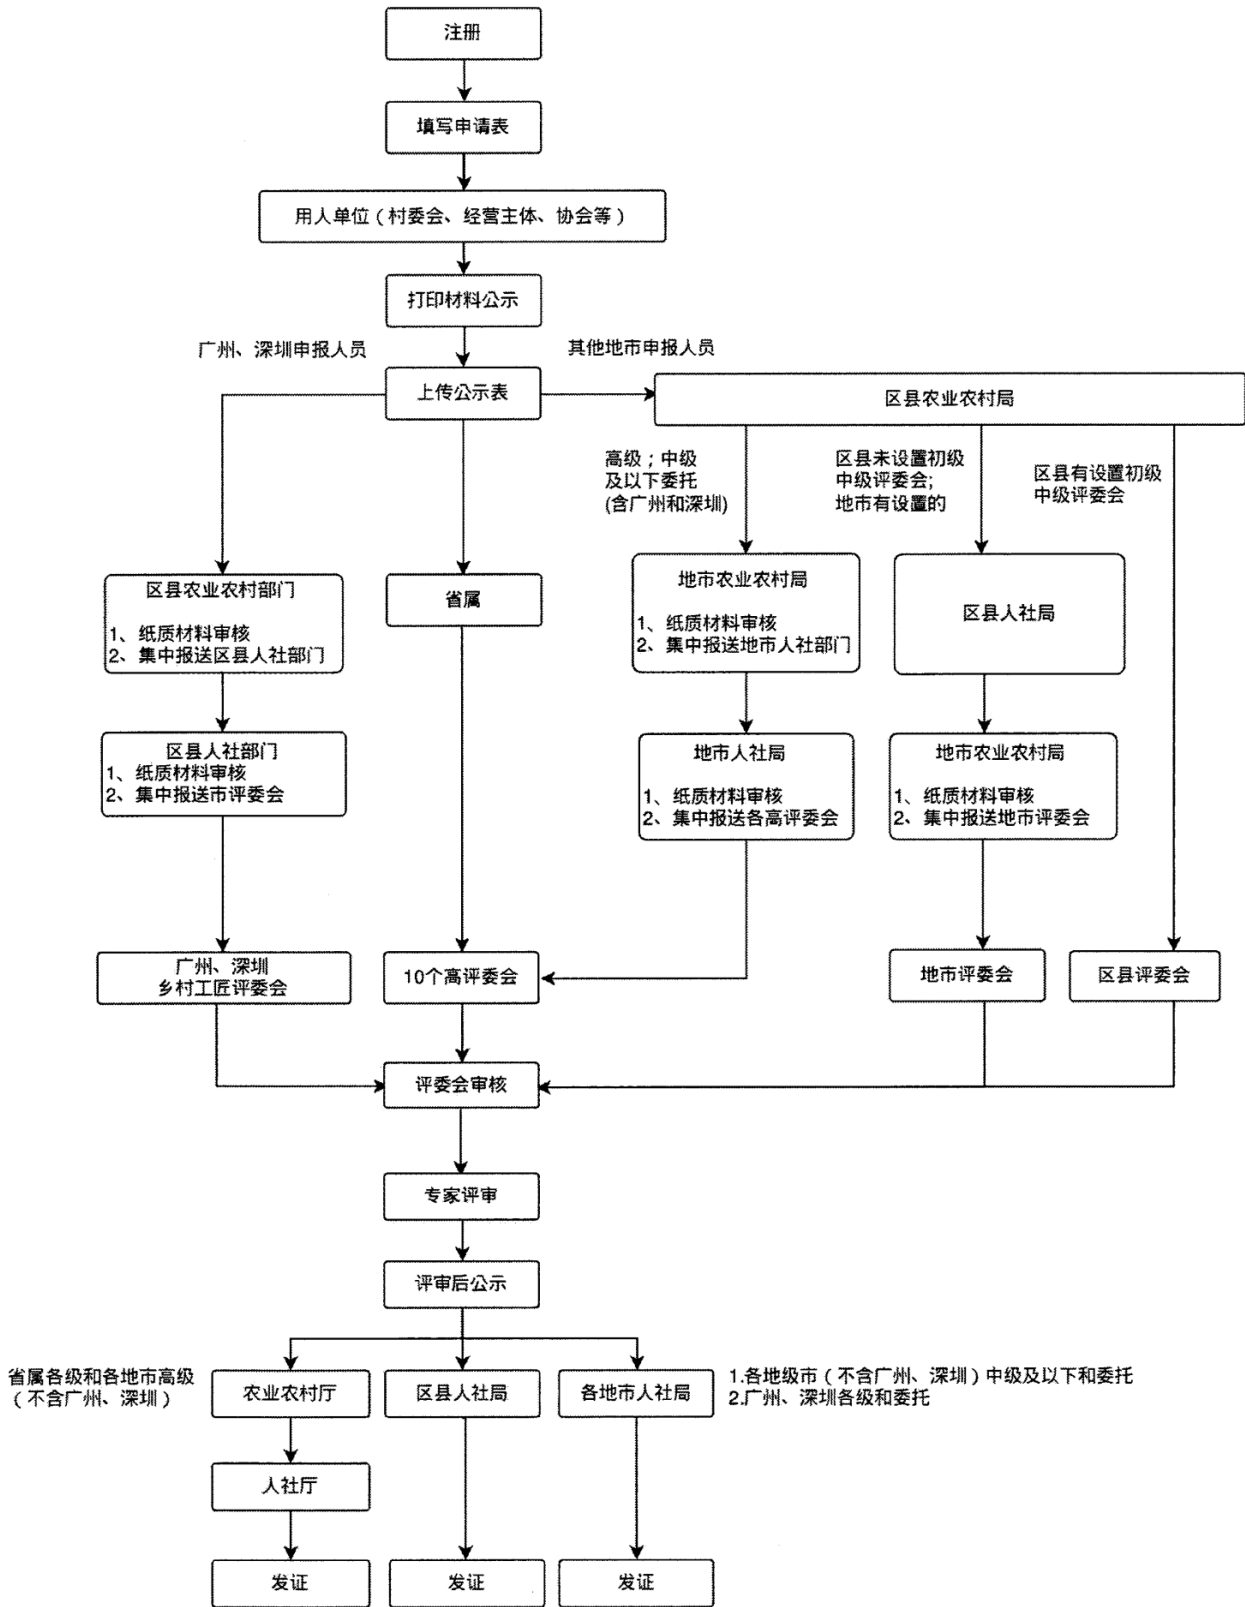 注册
填写申请表
用人单位（村委会、经营主体、协会等）
打印材料公示
广州、深圳申报人员
其他地市申报人员
上传公示表
区县农业农村局
高级；中级
及以下委托
(含广州和深圳)
区县未设置初级
中级评委会;
地市有设置的
区县有设置初级
中级评委会
区县农业农村部门
1、纸质材料审核
2、集中报送区县人社部门
省属
地市农业农村局
1、纸质材料审核
2、集中报送地市人社部门
区县人社局
区县人社部门
1、纸质材料审核
2、集中报送市评委会
地市人社局
1、纸质材料审核
2、集中报送各高评委会
地市农业农村局
1、纸质材料审核
2、集中报送地市评委会
广州、深圳
乡村工匠评委会
10个高评委会
地市评委会
区县评委会
评委会审核
专家评审
评审后公示
省属各级和各地市高级
（不含广州、深圳）
农业农村厅
区县人社局
各地市人社局
1.各地级市（不含广州、深圳）中级及以下和委托
2.广州、深圳各级和委托
人社厅
发证
发证
发证